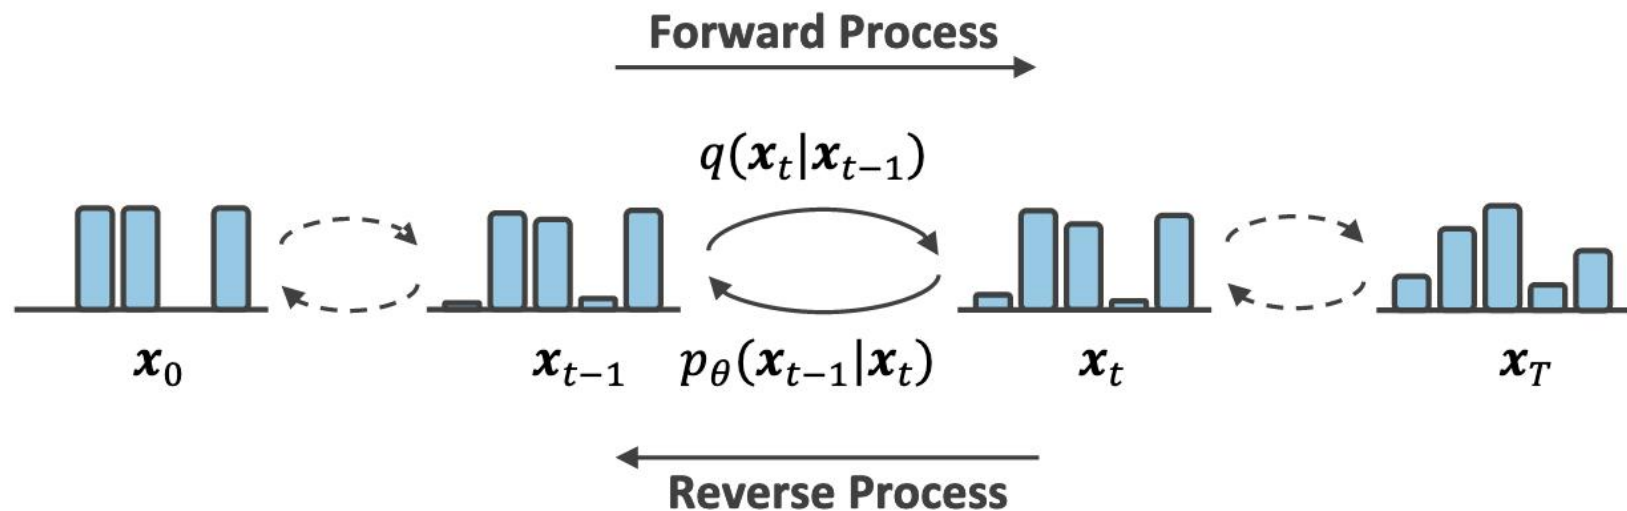 Forward Process
q(x_t|x_{t−1})
x_0
x_{t−1}
p_θ(x_{t−1}|x_t)
x_t
x_T
Reverse Process